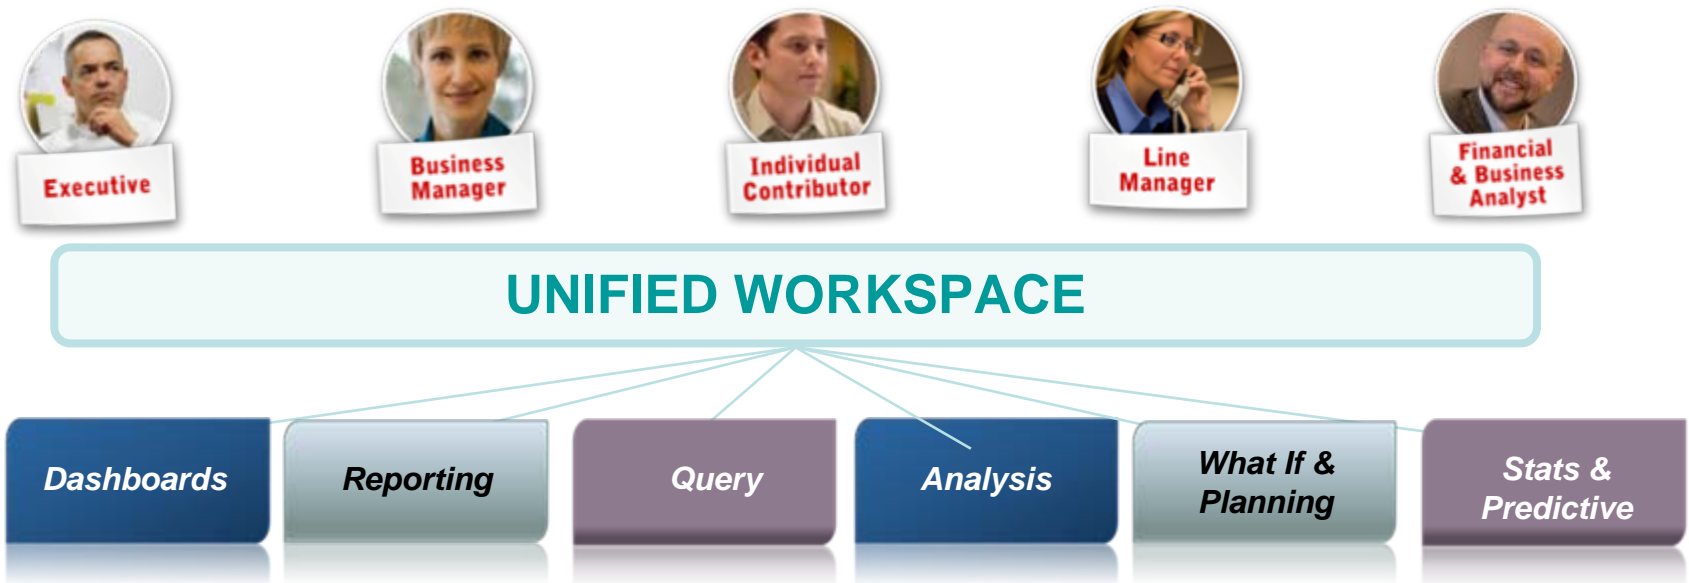 Executive
Business
Manager
Individual
Contributor
Line
Manager
Financial
& Business
Analyst
UNIFIED WORKSPACE
Dashboards
Reporting
Query
Analysis
What If &
Planning
Stats &
Predictive